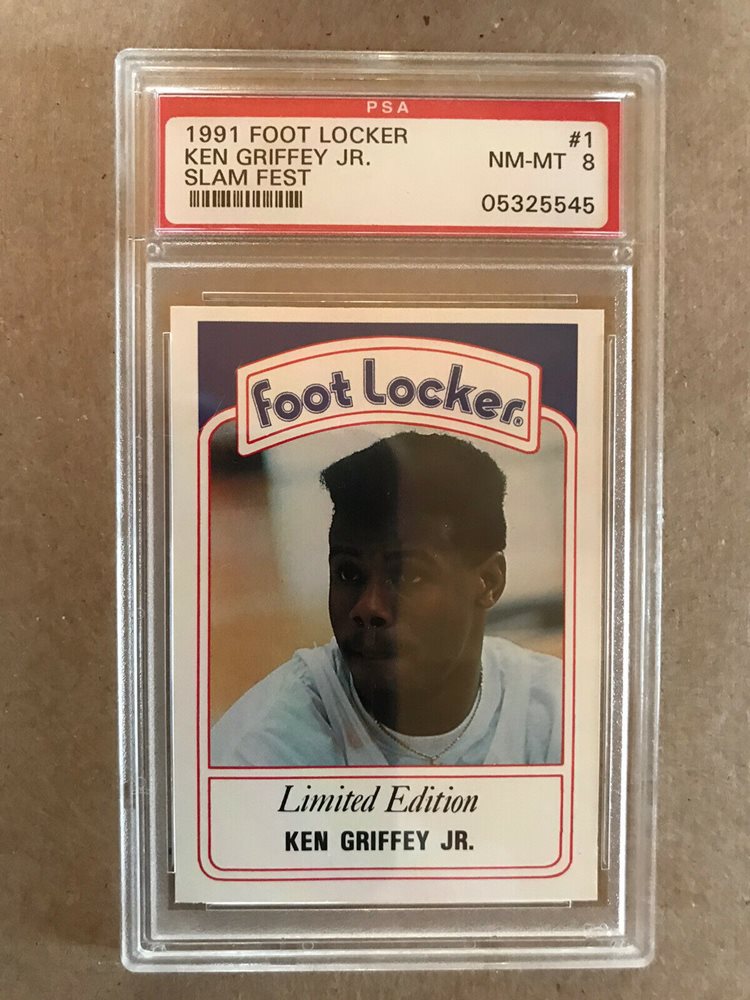 PSA
1991 FOOT LOCKER #1
KEN GRIFFEY JR. NM-MT 8
SLAM FEST
05325545
foot Locker®
Limited Edition
KEN GRIFFEY JR.